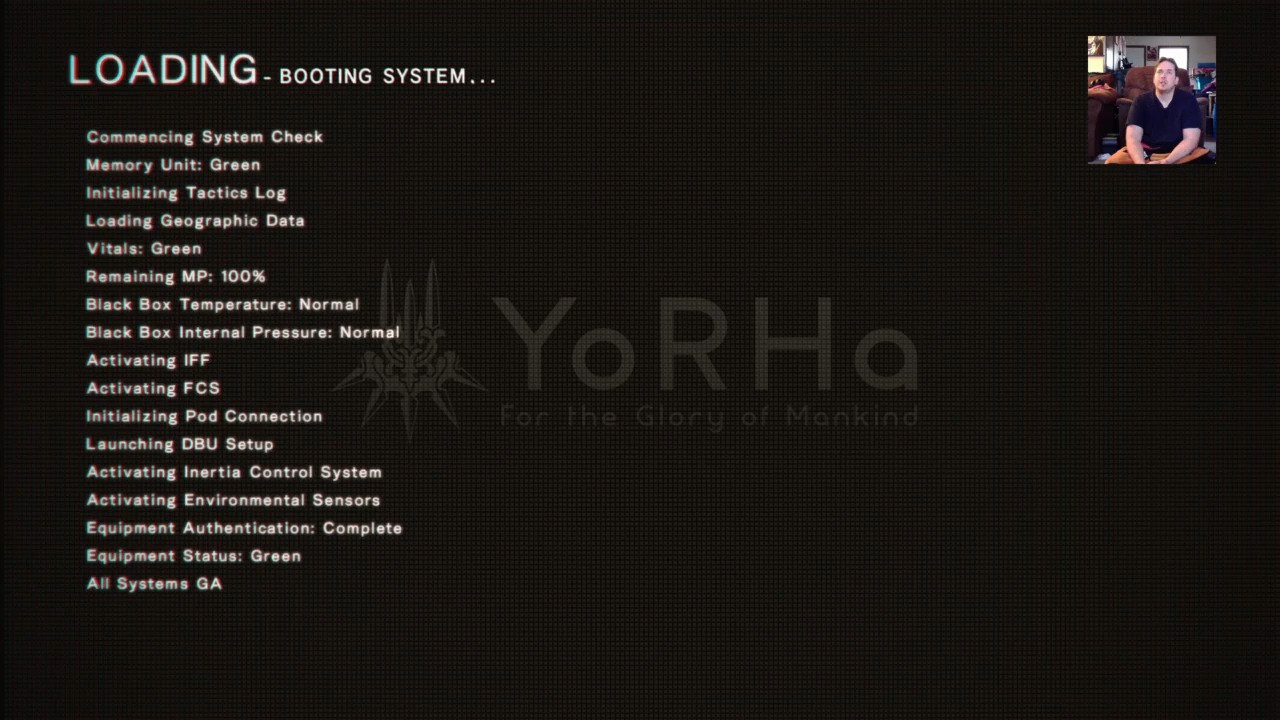 LOADING - BOOTING SYSTEM...
Commencing System Check
Memory Unit: Green
Initializing Tactics Log
Loading Geographic Data
Vitals: Green
Remaining MP: 100%
Black Box Temperature: Normal
Black Box Internal Pressure: Normal
Activating IFF
Activating FCS
Initializing Pod Connection
Launching DBU Setup
Activating Inertia Control System
Activating Environmental Sensors
Equipment Authentication: Complete
Equipment Status: Green
All Systems GA
YoRHa
For the Glory of Mankind